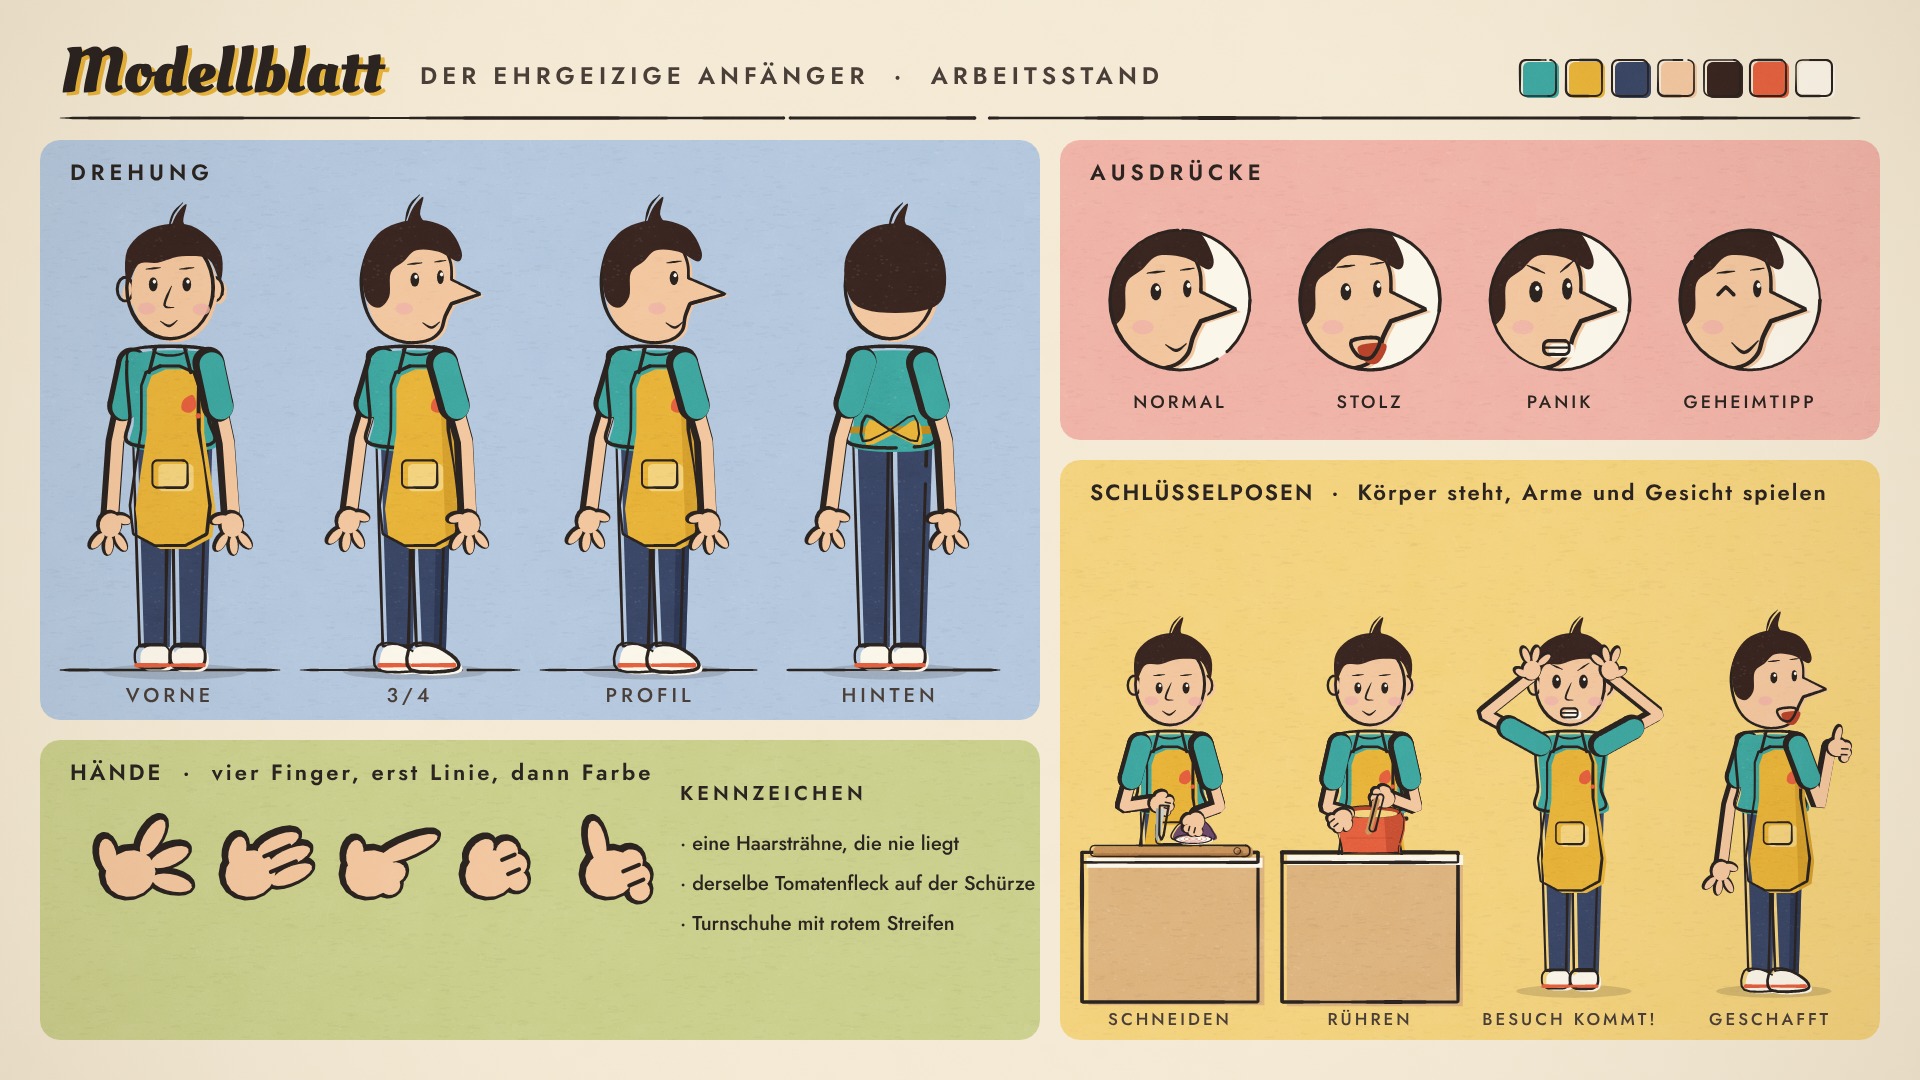 Modellblatt DER EHRGEIZIGE ANFÄNGER · ARBEITSSTAND
DREHUNG
VORNE 3/4 PROFIL HINTEN
AUSDRÜCKE
NORMAL STOLZ PANIK GEHEIMTIPP
SCHLÜSSELPOSEN · Körper steht, Arme und Gesicht spielen
SCHNEIDEN RÜHREN BESUCH KOMMT! GESCHAFFT
HÄNDE · vier Finger, erst Linie, dann Farbe
KENNZEICHEN
· eine Haarsträhne, die nie liegt
· derselbe Tomatenfleck auf der Schürze
· Turnschuhe mit rotem Streifen